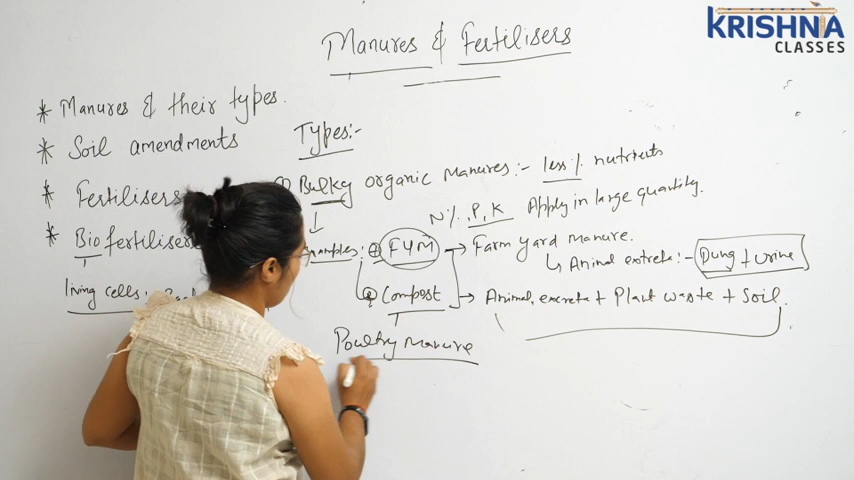 KRISHNA
CLASSES
Manures & Fertilisers
* Manures & their types.
* Soil amendments
* Fertilisers
* Biofertilisers
living cells:
Types:-
Bulky organic manures:- less % nutrients
N%, P, K Apply in large quantity.
FYM → Farm yard manure.
Animal extreta:- Dung + urine
Compost → Animal excreta + Plant waste + Soil.
Poultry manure